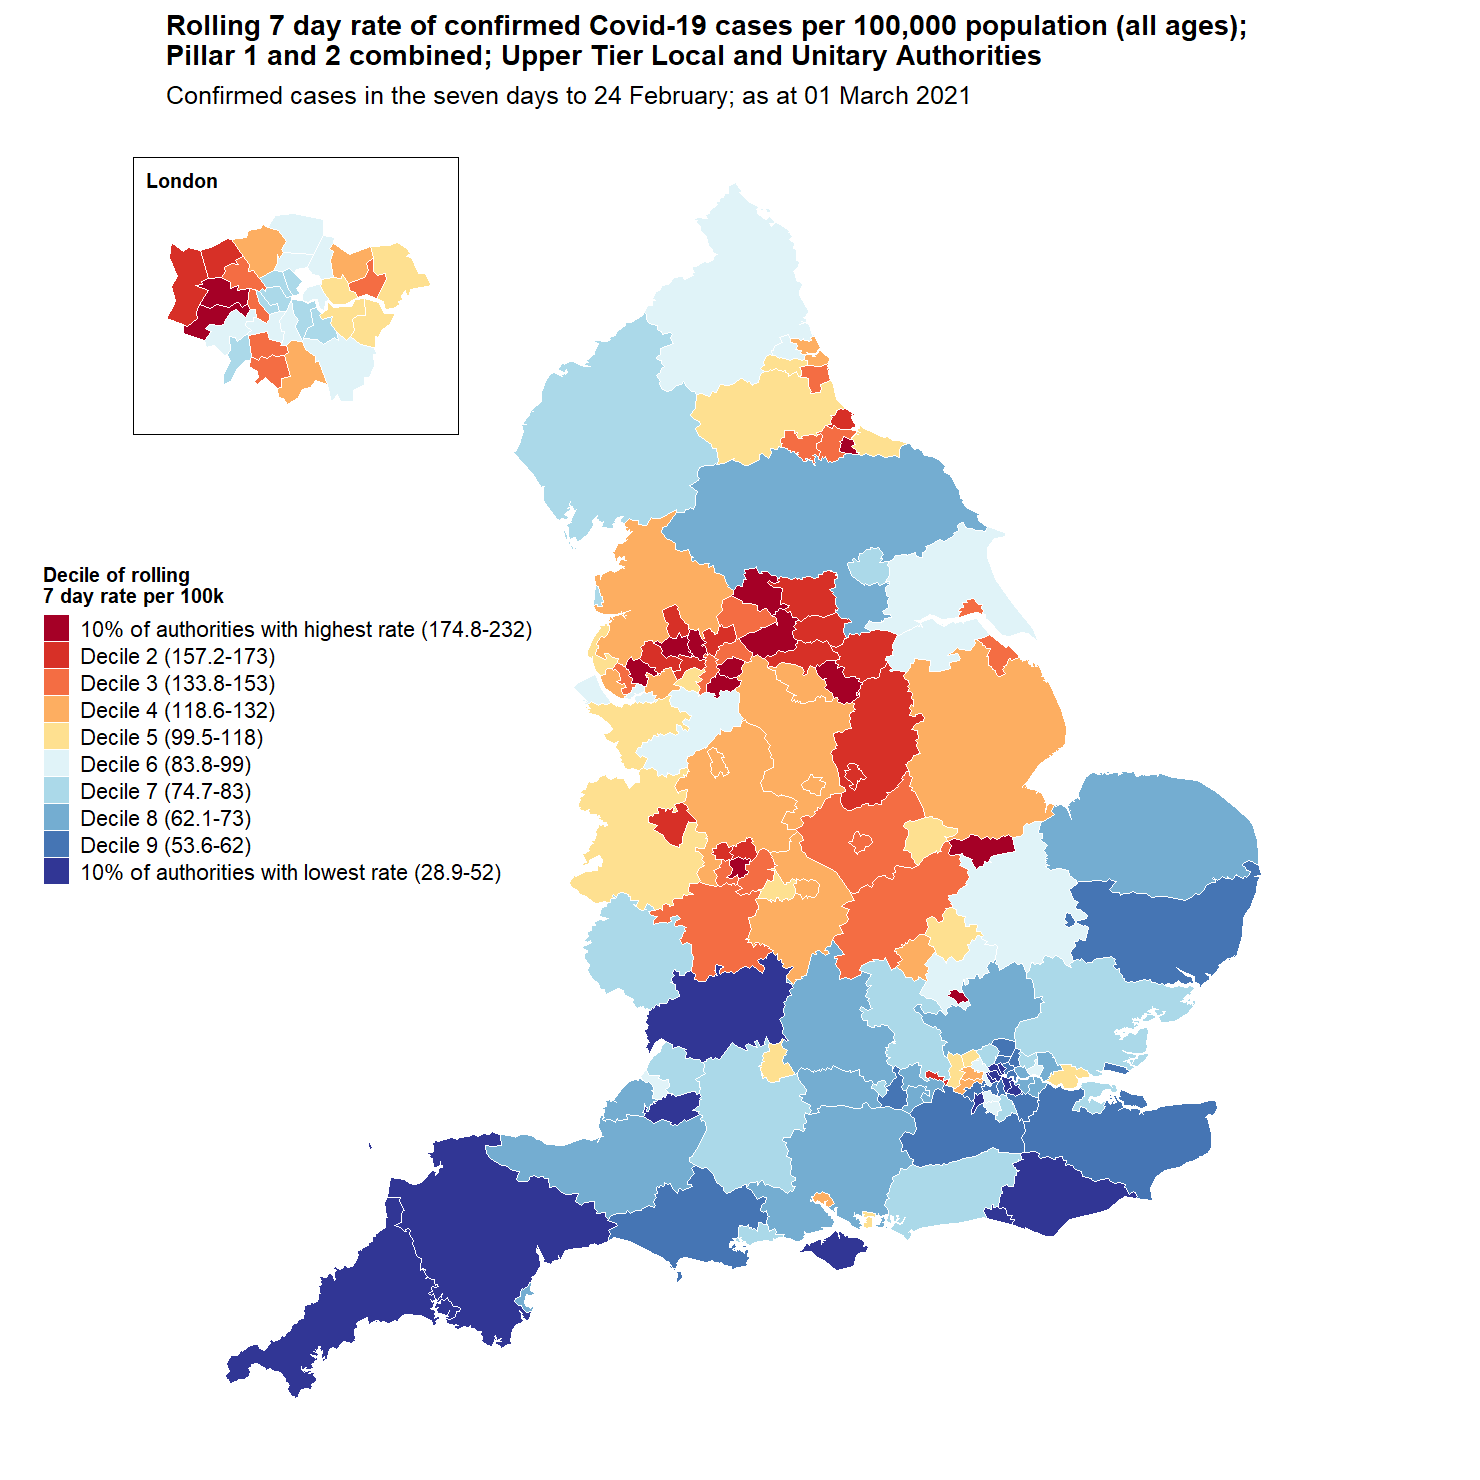 Rolling 7 day rate of confirmed Covid-19 cases per 100,000 population (all ages);
Pillar 1 and 2 combined; Upper Tier Local and Unitary Authorities
Confirmed cases in the seven days to 24 February; as at 01 March 2021
London
Decile of rolling
7 day rate per 100k
10% of authorities with highest rate (174.8-232)
Decile 2 (157.2-173)
Decile 3 (133.8-153)
Decile 4 (118.6-132)
Decile 5 (99.5-118)
Decile 6 (83.8-99)
Decile 7 (74.7-83)
Decile 8 (62.1-73)
Decile 9 (53.6-62)
10% of authorities with lowest rate (28.9-52)